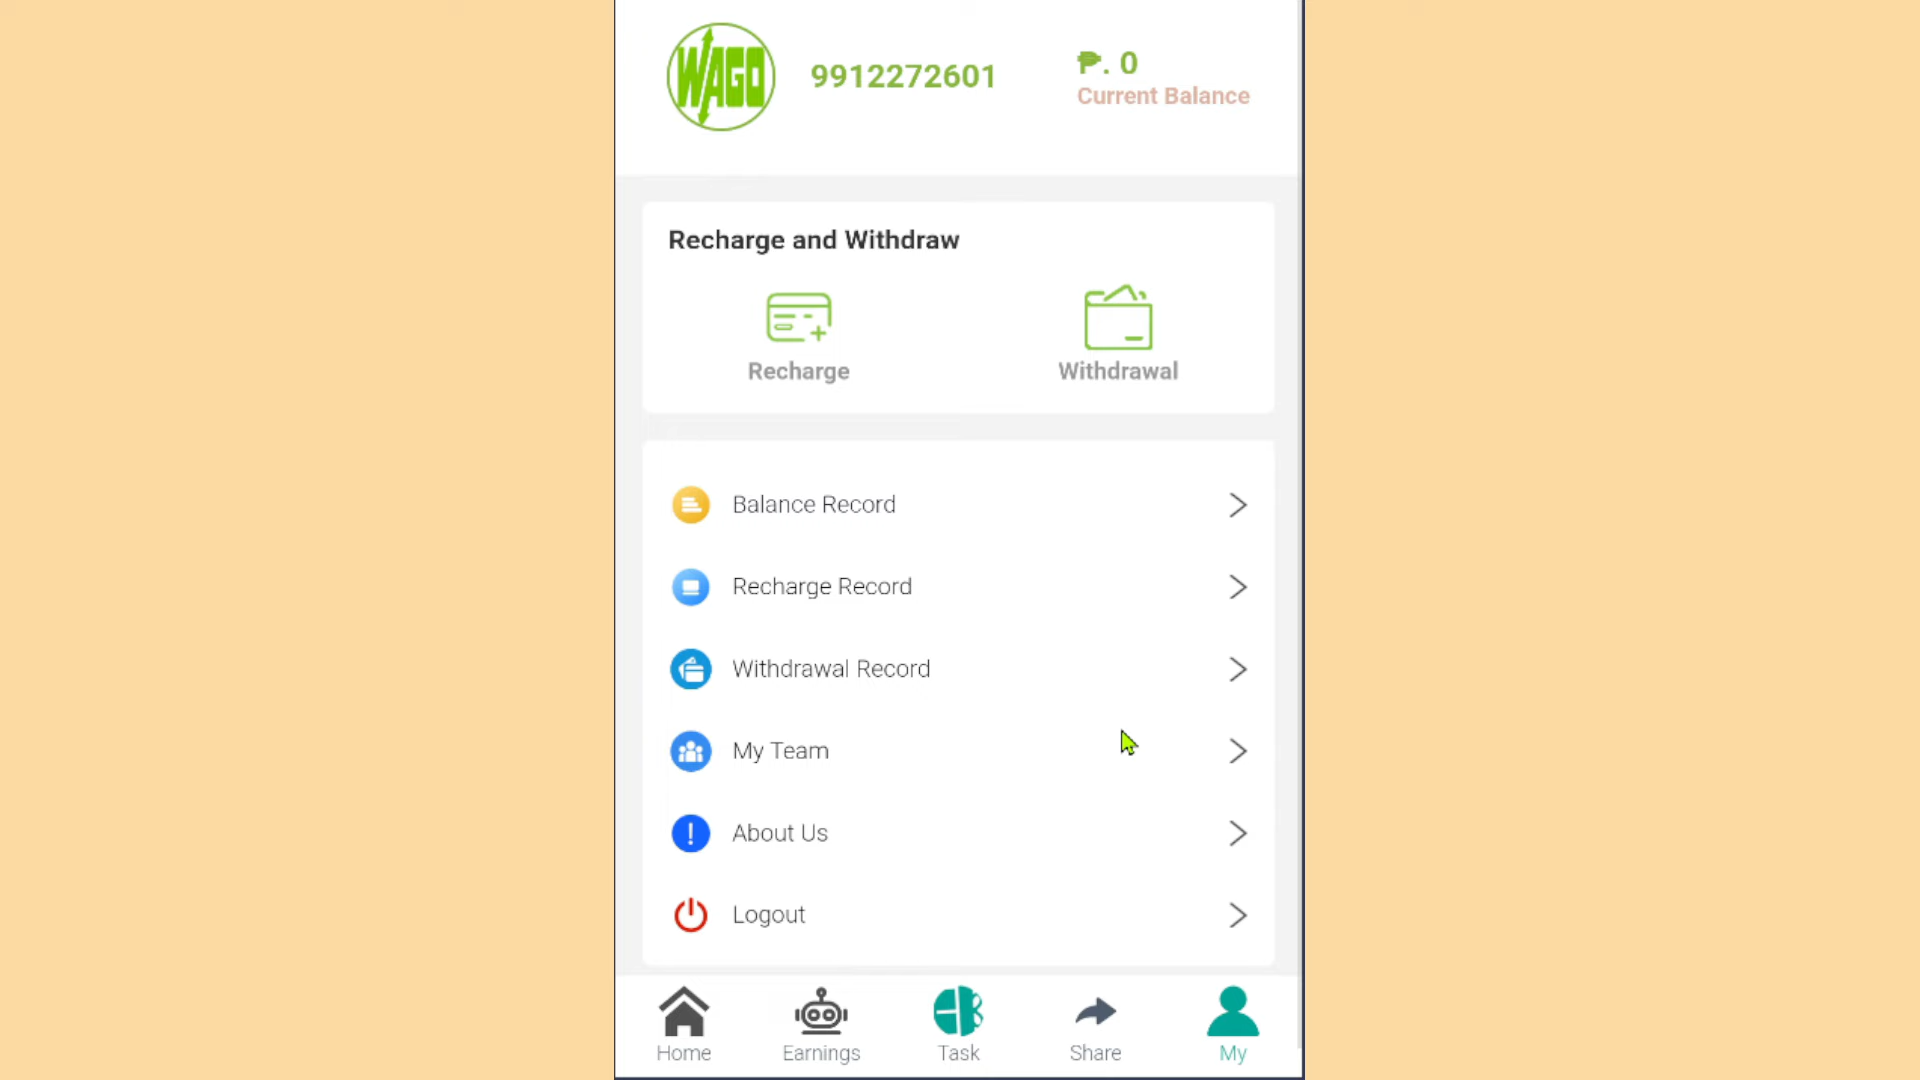 WAGO
9912272601
₱. 0
Current Balance
Recharge and Withdraw
Recharge
Withdrawal
Balance Record
Recharge Record
Withdrawal Record
My Team
About Us
Logout
Home
Earnings
Task
Share
My